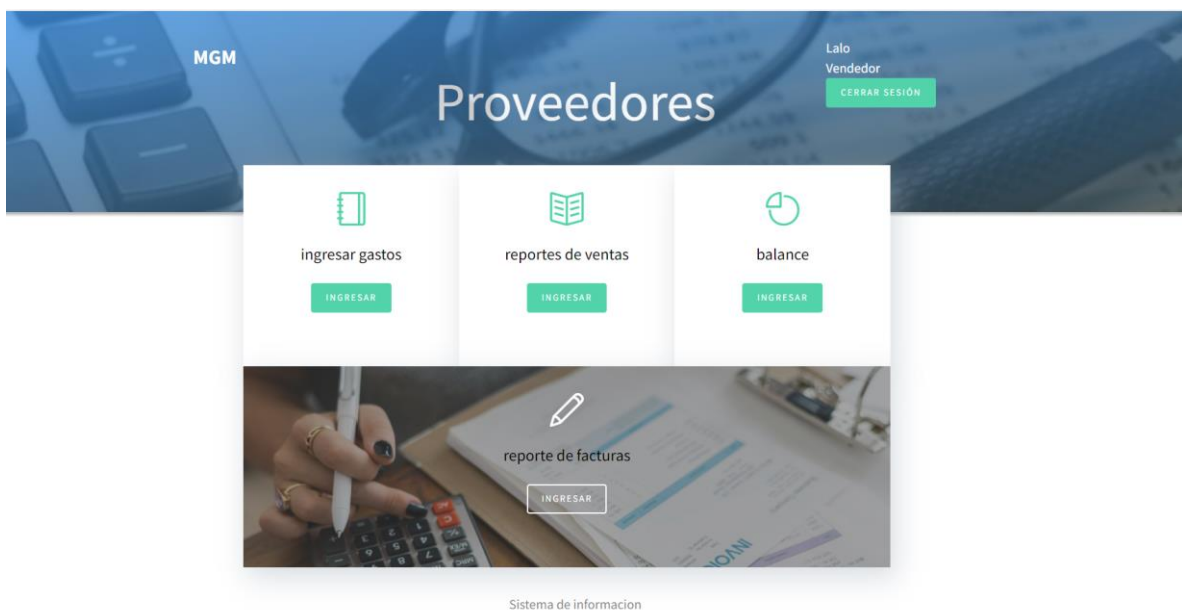 MGM
Lalo
Vendedor
CERRAR SESIÓN
Proveedores
ingresar gastos
INGRESAR
reportes de ventas
INGRESAR
balance
INGRESAR
reporte de facturas
INGRESAR
Sistema de informacion